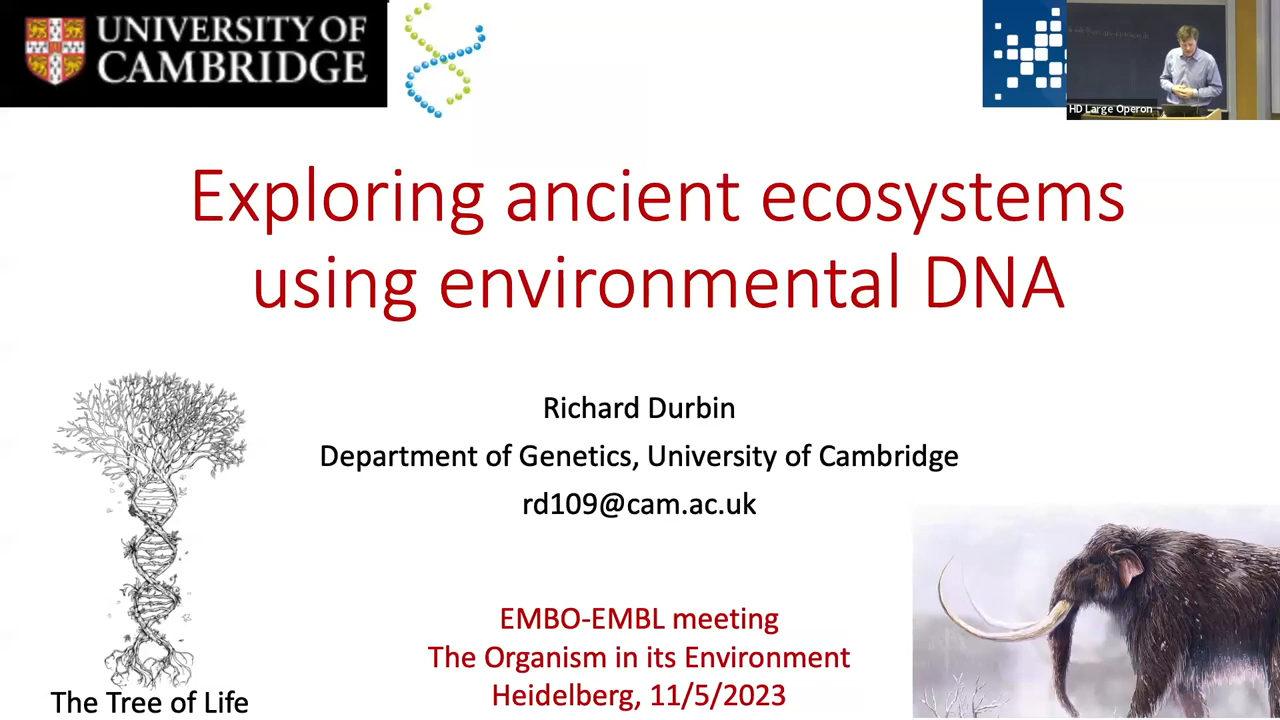 UNIVERSITY OF
CAMBRIDGE
HD Large Operon
Exploring ancient ecosystems
using environmental DNA
Richard Durbin
Department of Genetics, University of Cambridge
rd109@cam.ac.uk
EMBO-EMBL meeting
The Organism in its Environment
Heidelberg, 11/5/2023
The Tree of Life